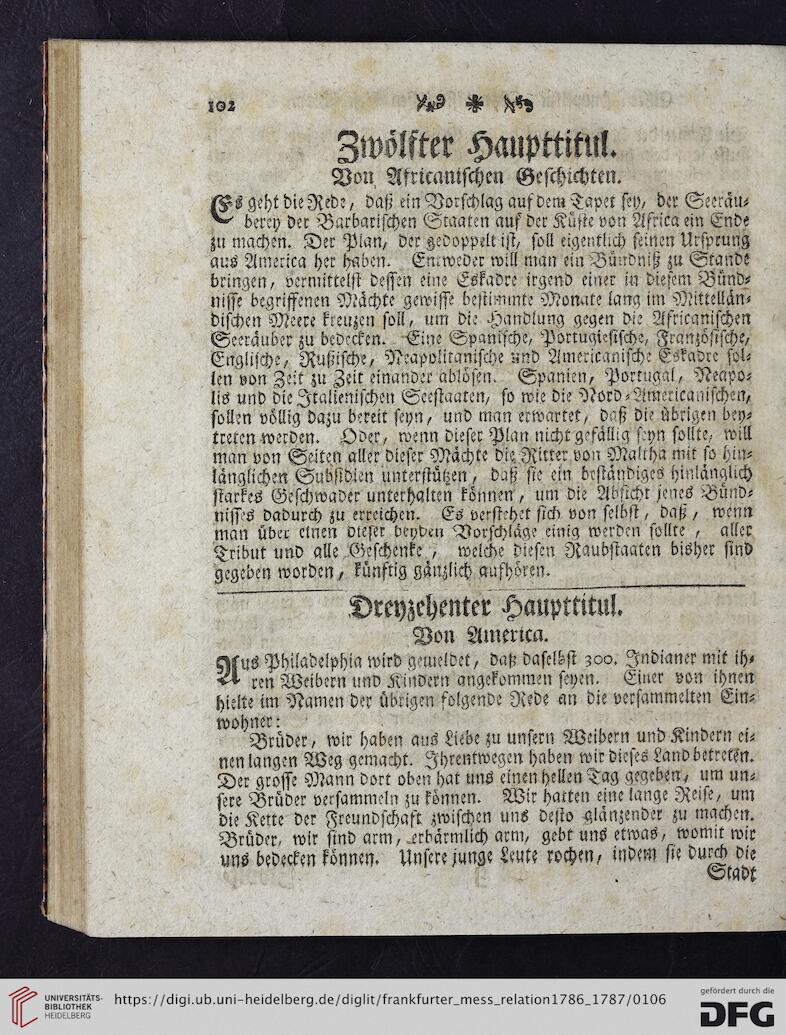 102
Zwölfter Haupttitul.
Von Africanischen Geschichten.
Es geht die Rede, daß ein Vorschlag auf dem Tapet sey, der Seeräu-
berey der Barbarischen Staaten auf der Küste von Africa ein Ende
zu machen. Der Plan, der gedoppelt ist, soll eigentlich seinen Ursprung
aus America her haben. Entweder will man ein Bündniß zu Stande
bringen, vermittelst dessen eine Eskadre irgend einer in diesem Bünd-
nisse begriffenen Mächte gewisse bestimmte Monate lang im Mittellän-
dischen Meere kreuzen soll, um die Handlung gegen die Africanischen
Seeräuber zu bedecken. Eine Spanische, Portugiesische, Französische,
Englische, Rußische, Neapolitanische und Americanische Eskadre sol-
len von Zeit zu Zeit einander ablösen. Spanien, Portugal, Neapo-
lis und die Italienischen Seestaaten, so wie die Nord-Americanischen,
sollen völlig dazu bereit seyn, und man erwartet, daß die übrigen bey-
treten werden. Oder, wenn dieser Plan nicht gefällig seyn sollte, will
man von Seiten aller dieser Mächte die Ritter von Maltha mit so hin-
länglichen Subsidien unterstützen, daß sie ein beständiges hinlänglich
starkes Geschwader unterhalten können, um die Absicht jenes Bünd-
nisses dadurch zu erreichen. Es verstehet sich von selbst, daß, wenn
man über einen dieser beyden Vorschläge einig werden sollte, aller
Tribut und alle Geschenke, welche diesen Raubstaaten bisher sind
gegeben worden, künftig gänzlich aufhören.
Dreyzehenter Haupttitul.
Von America.
Aus Philadelphia wird gemeldet, daß daselbst 300. Indianer mit ih-
ren Weibern und Kindern angekommen seyen. Einer von ihnen
hielte im Namen der übrigen folgende Rede an die versammelten Ein-
wohner:
Brüder, wir haben aus Liebe zu unsern Weibern und Kindern ei-
nen langen Weg gemacht. Ihrentwegen haben wir dieses Land betreten.
Der grosse Mann dort oben hat uns einen hellen Tag gegeben, um un-
sere Brüder versammeln zu können. Wir hatten eine lange Reise, um
die Kette der Freundschaft zwischen uns desto glänzender zu machen.
Brüder, wir sind arm, erbärmlich arm, gebt uns etwas, womit wir
uns bedecken können. Unsere junge Leute rochen, indem sie durch die
Stadt
UNIVERSITÄTS-
BIBLIOTHEK
HEIDELBERG
https://digi.ub.uni-heidelberg.de/diglit/frankfurter_mess_relation1786_1787/0106
gefördert durch die
DFG